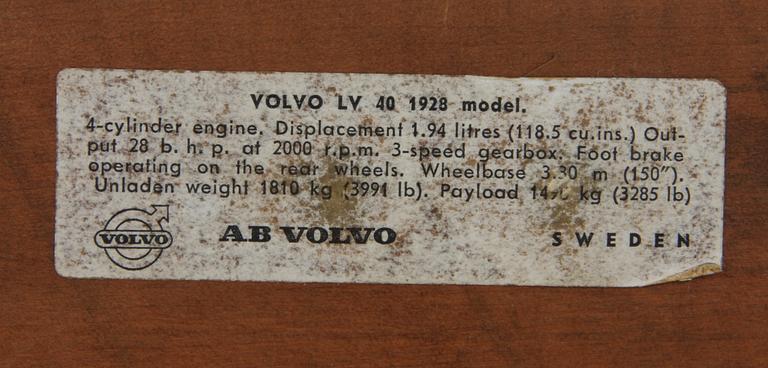 VOLVO LV 40 1928 model.
4-cylinder engine. Displacement 1.94 litres (118.5 cu.ins.) Out-
put 28 b. h. p. at 2000 r.p.m. 3-speed gearbox. Foot brake
operating on the rear wheels. Wheelbase 3.30 m (150″).
Unladen weight 1810 kg (3991 lb). Payload kg (3285 lb)
VOLVO AB VOLVO SWEDEN